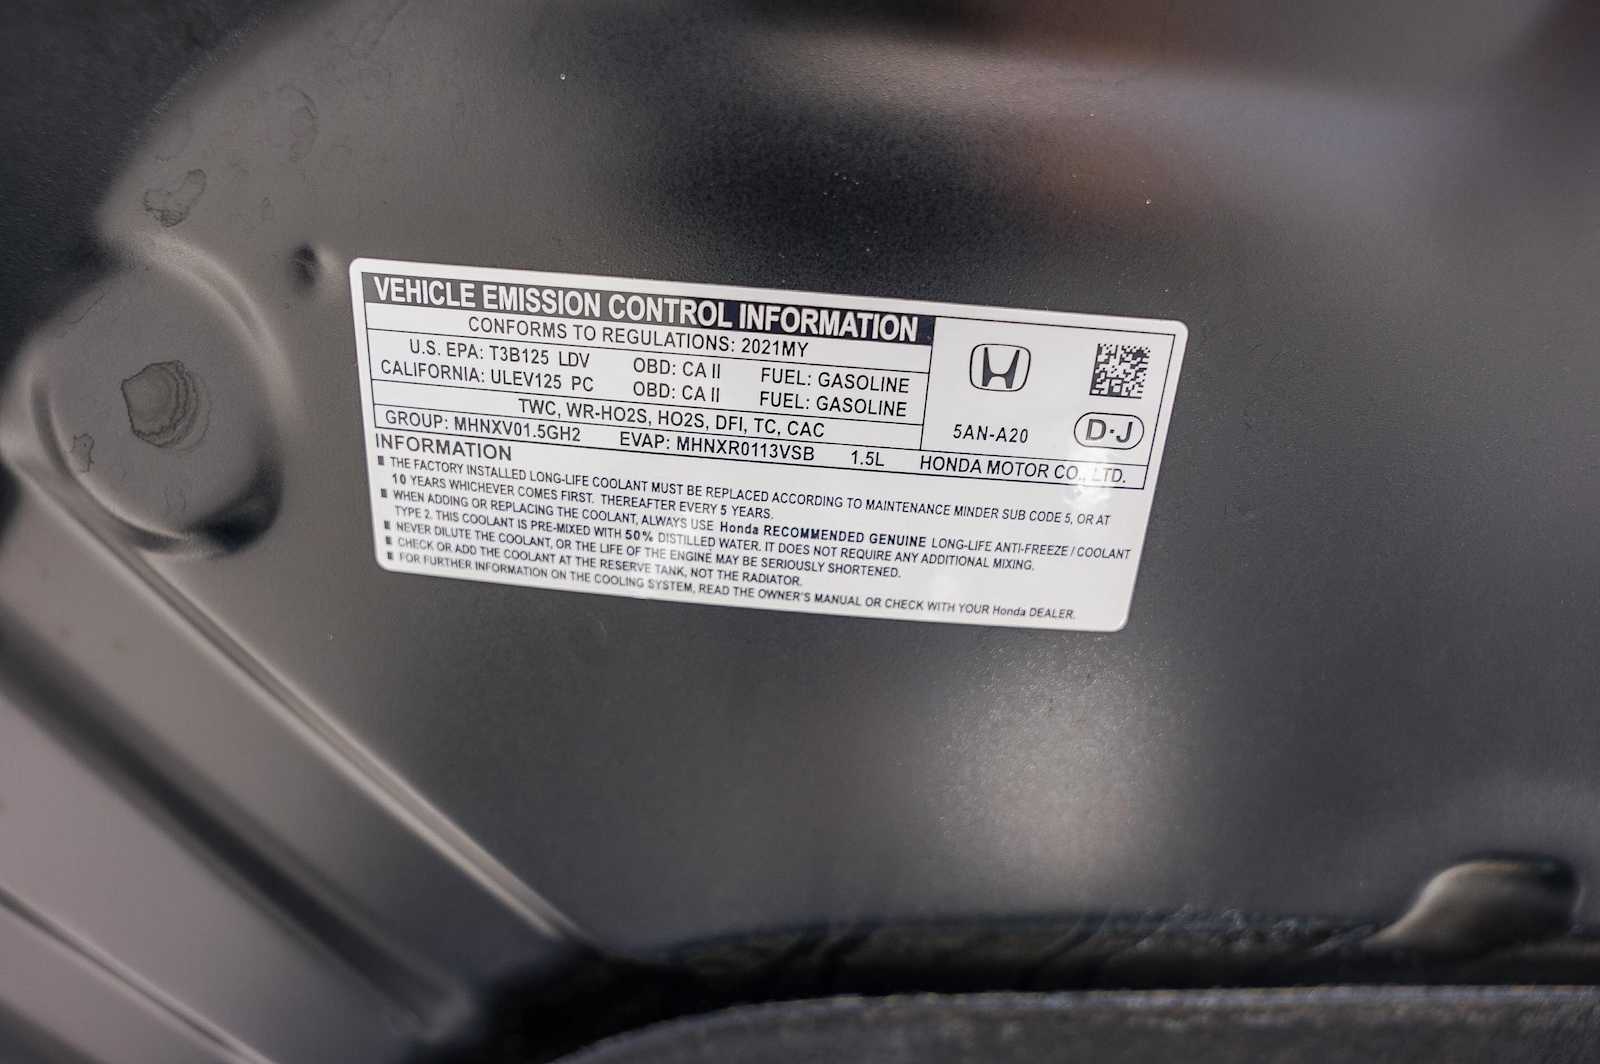 VEHICLE EMISSION CONTROL INFORMATION
CONFORMS TO REGULATIONS: 2021MY
U.S. EPA: T3B125 LDV OBD: CA II FUEL: GASOLINE
CALIFORNIA: ULEV125 PC OBD: CA II FUEL: GASOLINE
TWC, WR-HO2S, HO2S, DFI, TC, CAC
5AN-A20
D·J
GROUP: MHNXV01.5GH2 EVAP: MHNXR0113VSB 1.5L HONDA MOTOR CO., LTD.
INFORMATION
THE FACTORY INSTALLED LONG-LIFE COOLANT MUST BE REPLACED ACCORDING TO MAINTENANCE MINDER SUB CODE 5, OR AT
10 YEARS WHICHEVER COMES FIRST. THEREAFTER EVERY 5 YEARS.
WHEN ADDING OR REPLACING THE COOLANT, ALWAYS USE Honda RECOMMENDED GENUINE LONG-LIFE ANTI-FREEZE / COOLANT
TYPE 2. THIS COOLANT IS PRE-MIXED WITH 50% DISTILLED WATER. IT DOES NOT REQUIRE ANY ADDITIONAL MIXING.
NEVER DILUTE THE COOLANT, OR THE LIFE OF THE ENGINE MAY BE SERIOUSLY SHORTENED.
CHECK OR ADD THE COOLANT AT THE RESERVE TANK, NOT THE RADIATOR.
FOR FURTHER INFORMATION ON THE COOLING SYSTEM, READ THE OWNER'S MANUAL OR CHECK WITH YOUR Honda DEALER.